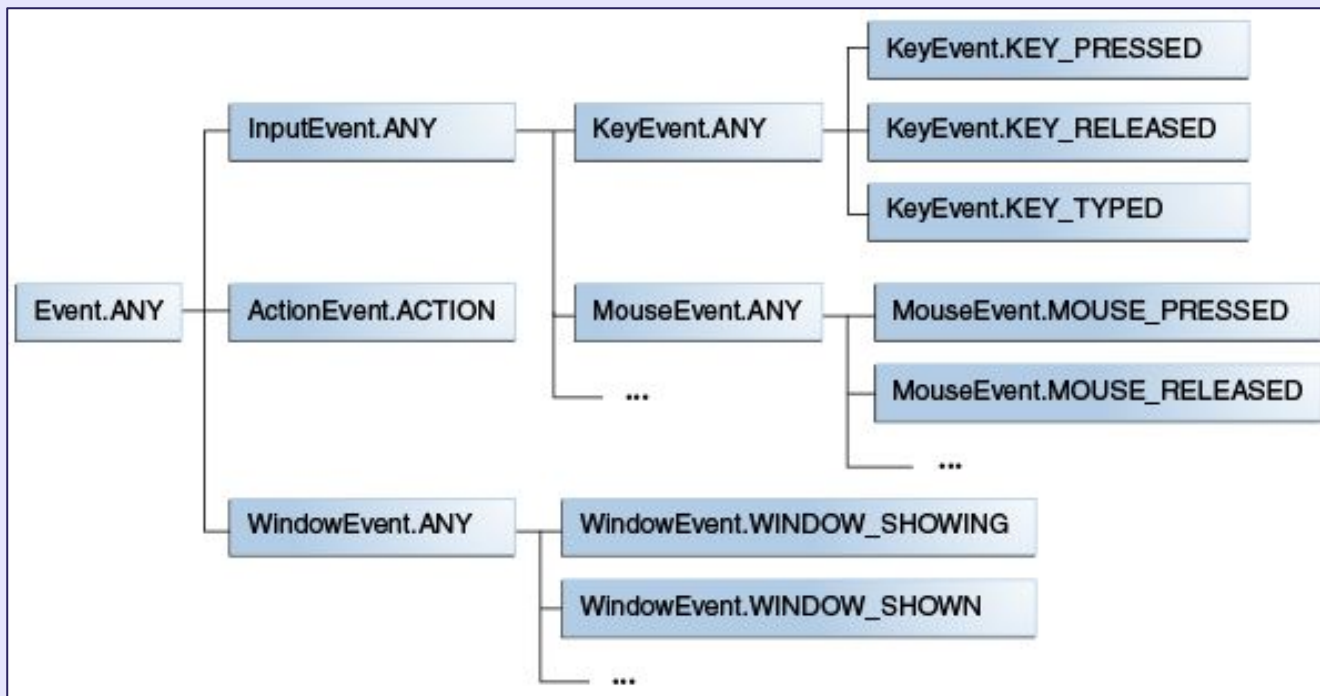 KeyEvent.KEY_PRESSED
InputEvent.ANY
KeyEvent.ANY
KeyEvent.KEY_RELEASED
KeyEvent.KEY_TYPED
Event.ANY
ActionEvent.ACTION
MouseEvent.ANY
MouseEvent.MOUSE_PRESSED
...
MouseEvent.MOUSE_RELEASED
...
WindowEvent.ANY
WindowEvent.WINDOW_SHOWING
WindowEvent.WINDOW_SHOWN
...